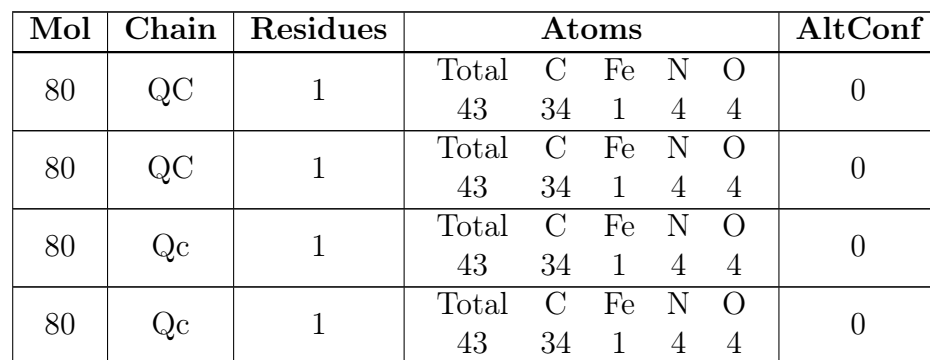 Mol Chain Residues Atoms AltConf
80 QC 1 Total C Fe N O 0
43 34 1 4 4
80 QC 1 Total C Fe N O 0
43 34 1 4 4
80 Qc 1 Total C Fe N O 0
43 34 1 4 4
80 Qc 1 Total C Fe N O 0
43 34 1 4 4